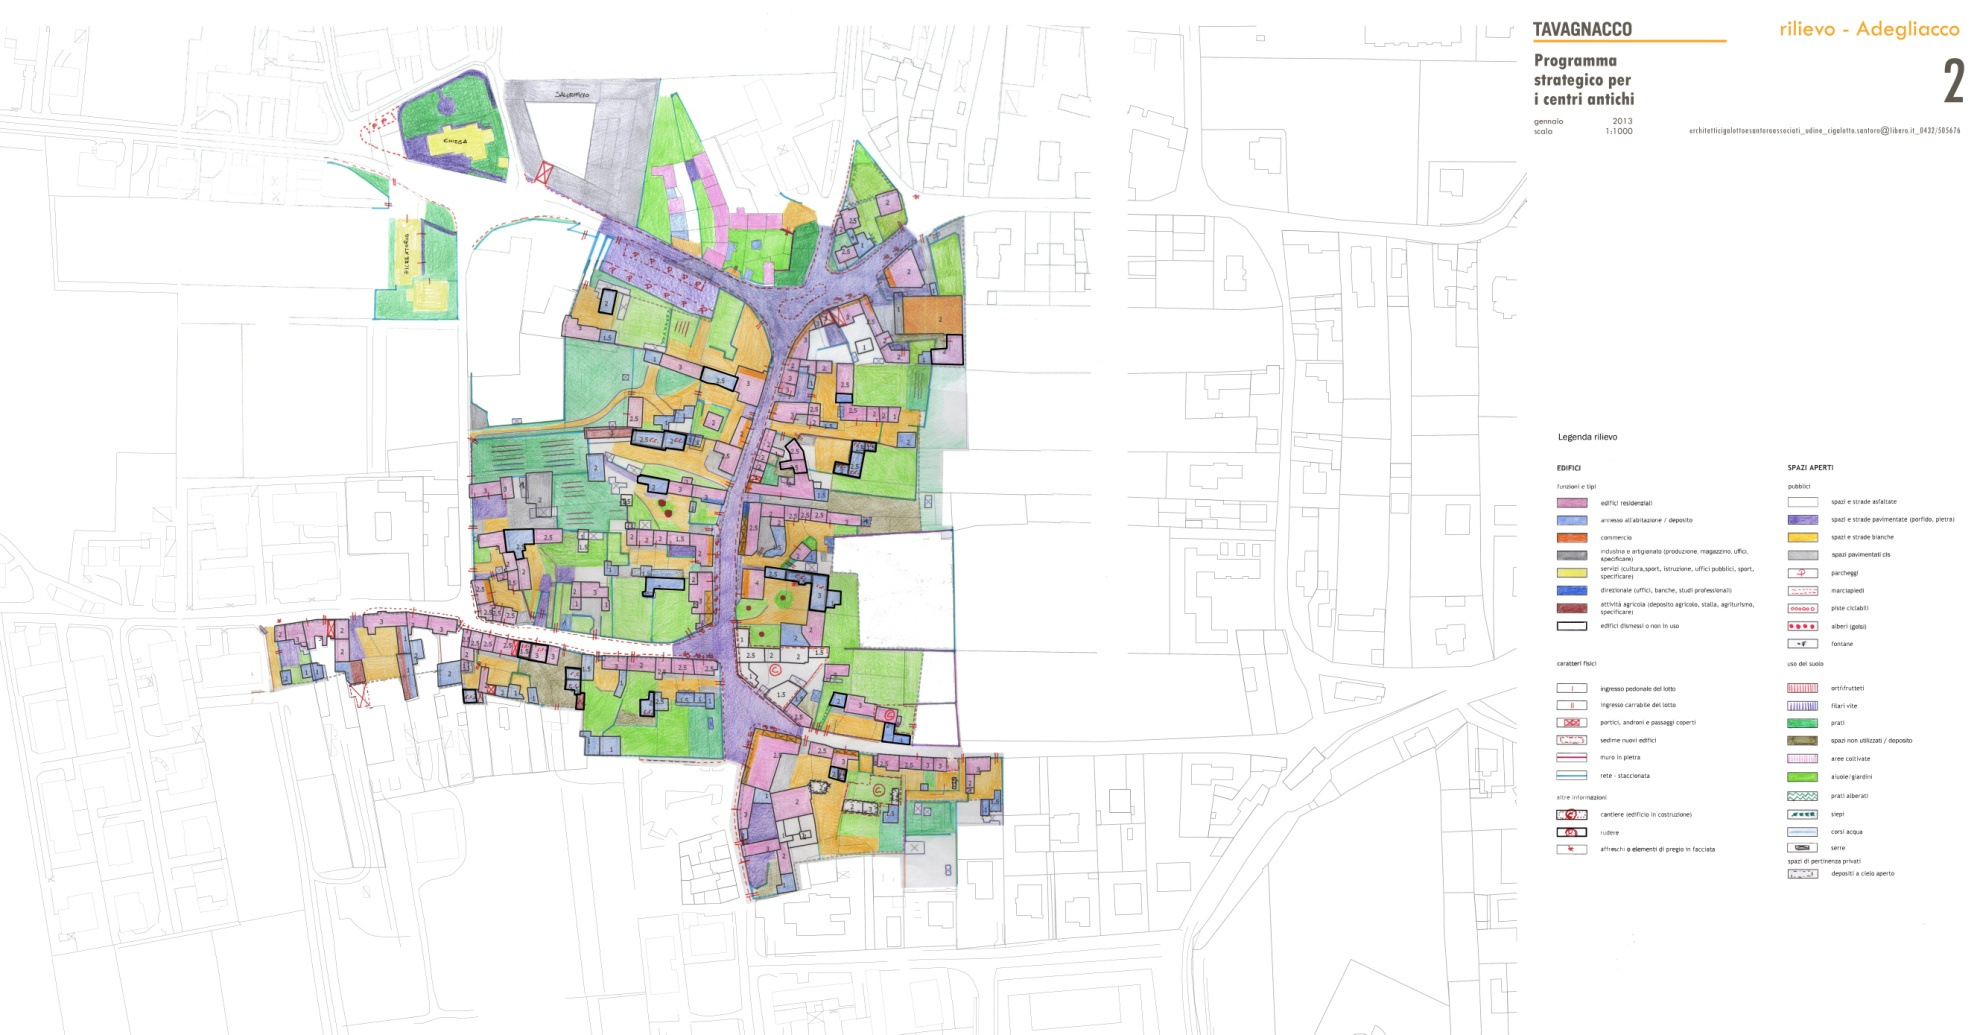 TAVAGNACCO
rilievo - Adegliacco
Programma
strategico per
i centri antichi
2
gennaio 2013
scala 1:1000
architetticigalottoesantoroassociati_udine_cigalotto.santoro@libero.it_0432/505676
SALUMIFICIO
CHIESA
Legenda rilievo
EDIFICI
funzioni e tipi
edifici residenziali
annesso all'abitazione / deposito
commercio
industria e artigianato (produzione, magazzino, uffici,
specificare)
servizi (cultura,sport, istruzione, uffici pubblici, sport,
specificare)
direzionale (uffici, banche, studi professionali)
attività agricola (deposito agricolo, stalla, agriturismo,
specificare)
edifici dismessi o non in uso
caratteri fisici
ingresso pedonale del lotto
ingresso carrabile del lotto
portici, androni e passaggi coperti
sedime nuovi edifici
muro in pietra
rete - staccionata
altre informazioni
cantiere (edificio in costruzione)
rudere
affreschi o elementi di pregio in facciata
SPAZI APERTI
pubblici
spazi e strade asfaltate
spazi e strade pavimentate (porfido, pietra)
spazi e strade bianche
spazi pavimentati cls
parcheggi
marciapiedi
piste ciclabili
alberi (gelsi)
fontane
uso del suolo
orti/frutteti
filari vite
prati
spazi non utilizzati / deposito
aree coltivate
aiuole/giardini
prati alberati
siepi
corsi acqua
serre
spazi di pertinenza privati
depositi a cielo aperto